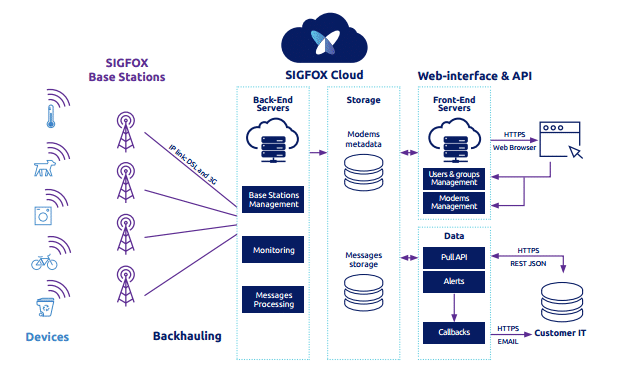 SIGFOX
Base Stations
SIGFOX Cloud
Web-interface & API
Back-End
Servers
Storage
Front-End
Servers
Modems
metadata
HTTPS
Web Browser
IP link: DSL and 3G
Users & groups
Management
Modems
Management
Base Stations
Management
Data
Monitoring
Messages
storage
Pull API
HTTPS
REST JSON
Alerts
Messages
Processing
Callbacks
HTTPS
EMAIL
Customer IT
Devices
Backhauling